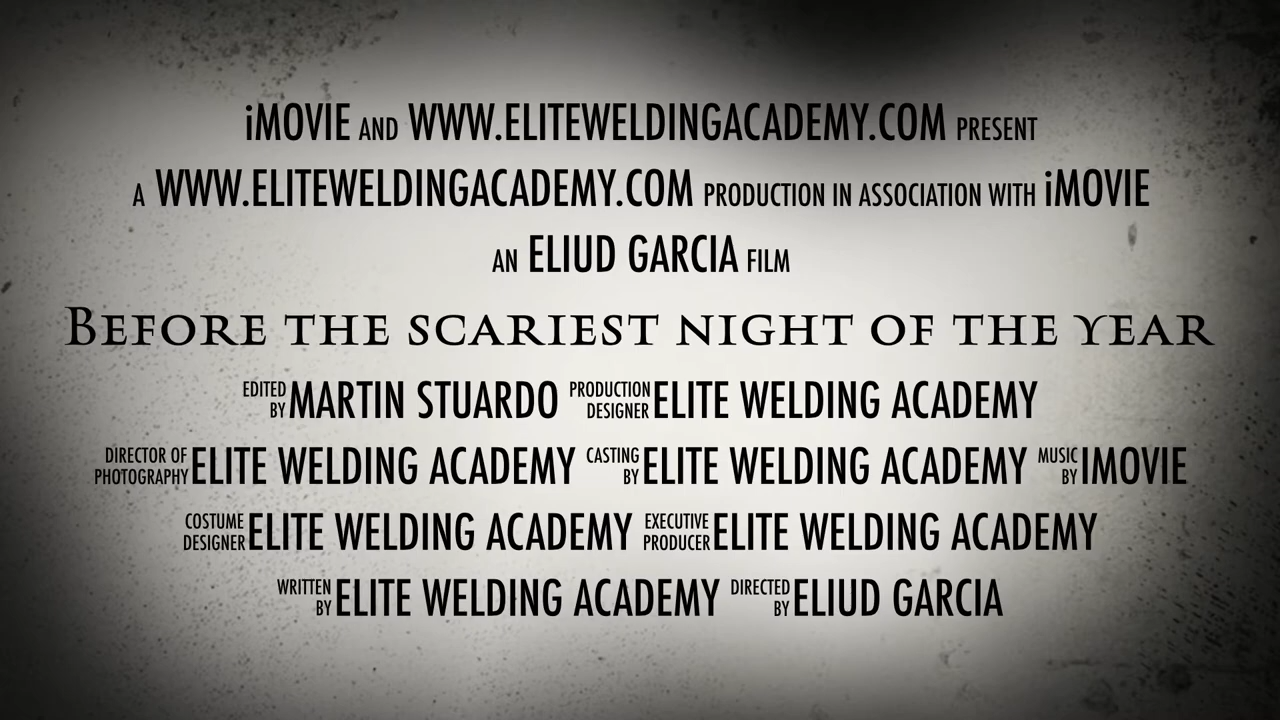 iMOVIE AND WWW.ELITEWELDINGACADEMY.COM PRESENT
A WWW.ELITEWELDINGACADEMY.COM PRODUCTION IN ASSOCIATION WITH iMOVIE
AN ELIUD GARCIA FILM
BEFORE THE SCARIEST NIGHT OF THE YEAR
EDITED BY MARTIN STUARDO PRODUCTION DESIGNER ELITE WELDING ACADEMY
DIRECTOR OF PHOTOGRAPHY ELITE WELDING ACADEMY CASTING BY ELITE WELDING ACADEMY MUSIC BY IMOVIE
COSTUME DESIGNER ELITE WELDING ACADEMY EXECUTIVE PRODUCER ELITE WELDING ACADEMY
WRITTEN BY ELITE WELDING ACADEMY DIRECTED BY ELIUD GARCIA